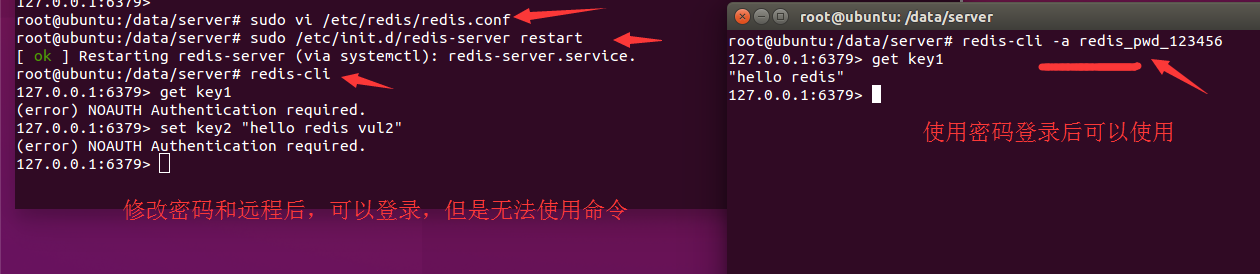 127.0.0.1:6379>
root@ubuntu:/data/server# sudo vi /etc/redis/redis.conf
root@ubuntu:/data/server# sudo /etc/init.d/redis-server restart
[ ok ] Restarting redis-server (via systemctl): redis-server.service.
root@ubuntu:/data/server# redis-cli
127.0.0.1:6379> get key1
(error) NOAUTH Authentication required.
127.0.0.1:6379> set key2 "hello redis vul2"
(error) NOAUTH Authentication required.
127.0.0.1:6379>
修改密码和远程后，可以登录，但是无法使用命令
root@ubuntu: /data/server
root@ubuntu:/data/server# redis-cli -a redis_pwd_123456
127.0.0.1:6379> get key1
"hello redis"
127.0.0.1:6379>
使用密码登录后可以使用